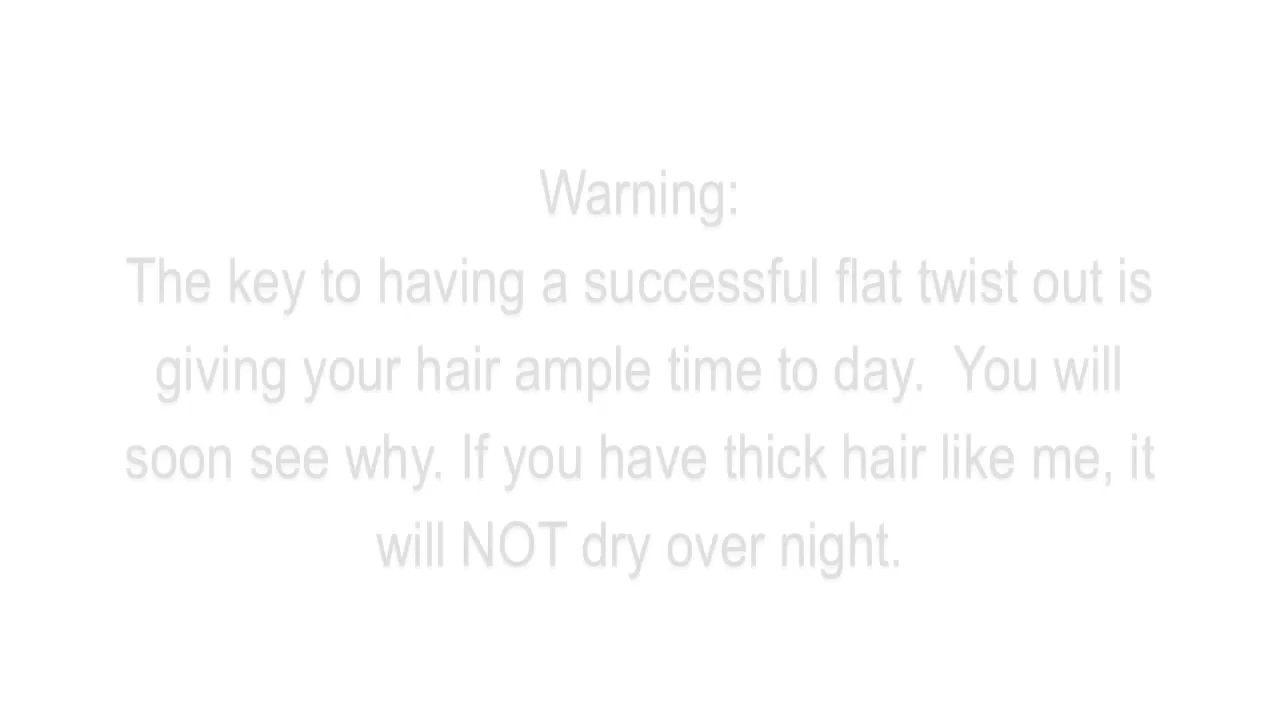 Warning:
The key to having a successful flat twist out is
giving your hair ample time to day.  You will
soon see why. If you have thick hair like me, it
will NOT dry over night.